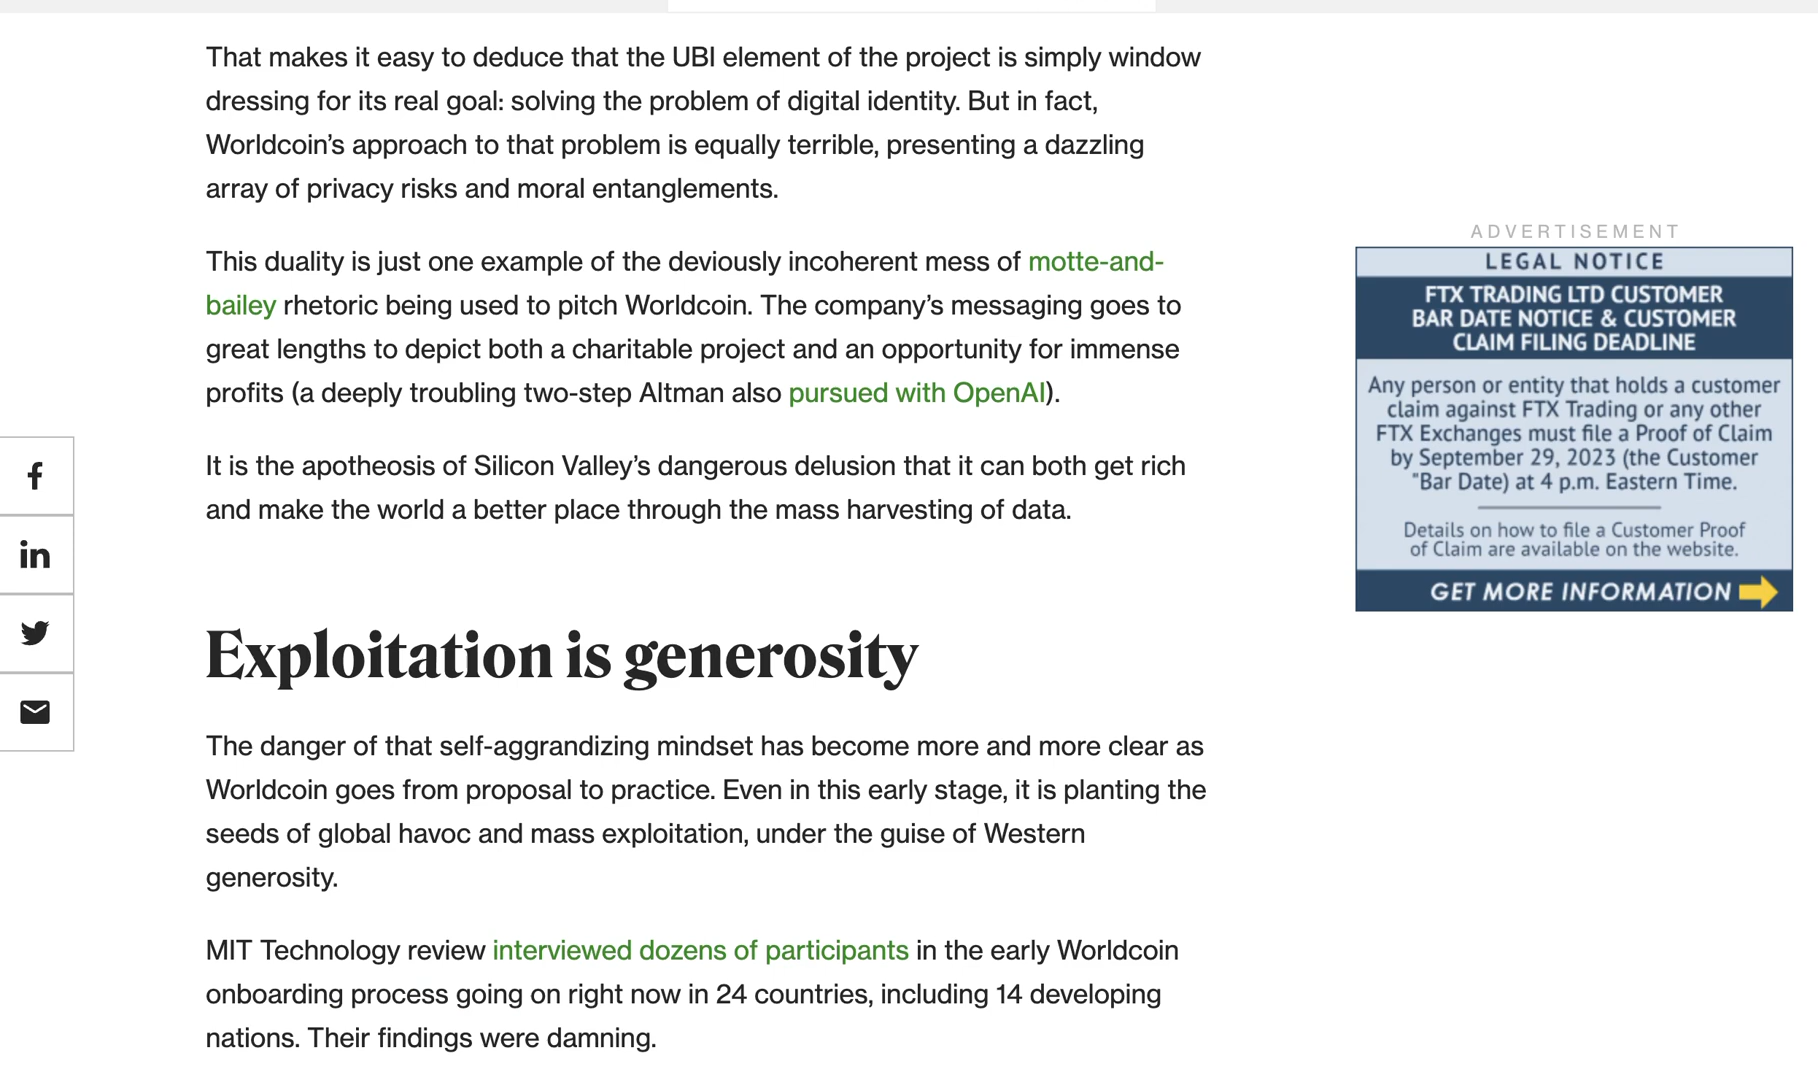 That makes it easy to deduce that the UBI element of the project is simply window
dressing for its real goal: solving the problem of digital identity. But in fact,
Worldcoin’s approach to that problem is equally terrible, presenting a dazzling
array of privacy risks and moral entanglements.
This duality is just one example of the deviously incoherent mess of motte-and-
bailey rhetoric being used to pitch Worldcoin. The company’s messaging goes to
great lengths to depict both a charitable project and an opportunity for immense
profits (a deeply troubling two-step Altman also pursued with OpenAI).
It is the apotheosis of Silicon Valley’s dangerous delusion that it can both get rich
and make the world a better place through the mass harvesting of data.
Exploitation is generosity
The danger of that self-aggrandizing mindset has become more and more clear as
Worldcoin goes from proposal to practice. Even in this early stage, it is planting the
seeds of global havoc and mass exploitation, under the guise of Western
generosity.
MIT Technology review interviewed dozens of participants in the early Worldcoin
onboarding process going on right now in 24 countries, including 14 developing
nations. Their findings were damning.
f
in
ADVERTISEMENT
LEGAL NOTICE
FTX TRADING LTD CUSTOMER
BAR DATE NOTICE & CUSTOMER
CLAIM FILING DEADLINE
Any person or entity that holds a customer
claim against FTX Trading or any other
FTX Exchanges must file a Proof of Claim
by September 29, 2023 (the Customer
"Bar Date) at 4 p.m. Eastern Time.
Details on how to file a Customer Proof
of Claim are available on the website.
GET MORE INFORMATION